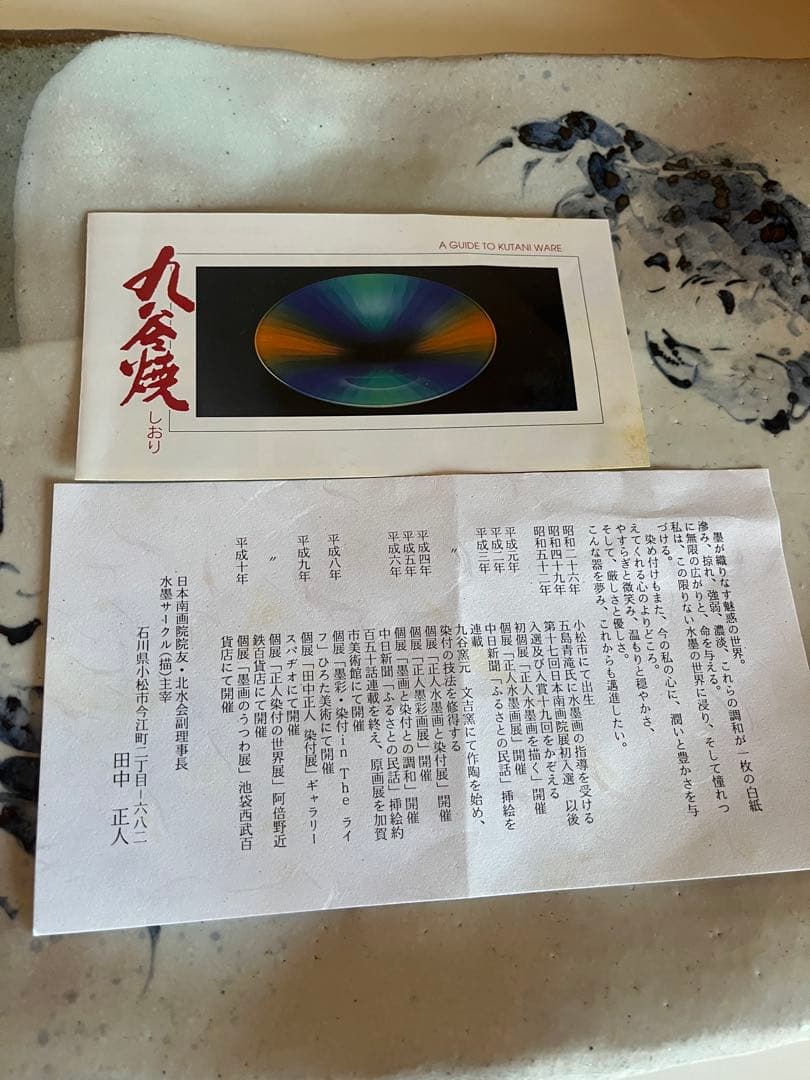 A GUIDE TO KUTANI WARE
九谷焼
しおり
墨が織りなす魅惑の世界。
滲み、掠れ、強弱、濃淡、これらの調和が一枚の白紙
に無限の広がりと、命を与える。
私は、この限りない水墨の世界に浸り、そして憧れつ
づける。
染め付けもまた、今の私の心に、潤いと豊かさを与
えてくれる心のよりどころ。
やすらぎと微笑み、温もりと穏やかさ、
そして、厳しさと優しさ。
こんな器を夢み、これからも邁進したい。
昭和二十六年 小松市にて出生
昭和四十九年 五島青滝氏に水墨画の指導を受ける
昭和五十二年 第十七回日本南画院展初入選 以後
入選及び入賞十九回をかぞえる
平成元年 初個展「正人水墨画を描く」開催
平成二年 個展「正人水墨画展」開催
平成三年 中日新聞「ふるさとの民話」挿絵を
連載
〃 九谷窯元 文吉窯にて作陶を始め、
染付の技法を修得する
平成四年 個展「正人水墨画と染付展」開催
平成五年 個展「正人墨彩画展」開催
平成六年 個展「墨画と染付との調和」開催
中日新聞「ふるさとの民話」挿絵約
百五十話連載を終え、原画展を加賀
市美術館にて開催
平成八年 個展「墨彩・染付 in The ライ
フ」ひろた美術にて開催
平成九年 個展「田中正人 染付展」ギャラリー
スパヂオにて開催
〃 個展「正人染付の世界展」阿倍野近
鉄百貨店にて開催
平成十年 個展「墨画のうつわ展」池袋西武百
貨店にて開催
日本南画院院友・北水会副理事長
水墨サークル(猫)主宰
石川県小松市今江町二丁目−六八二
田中 正人